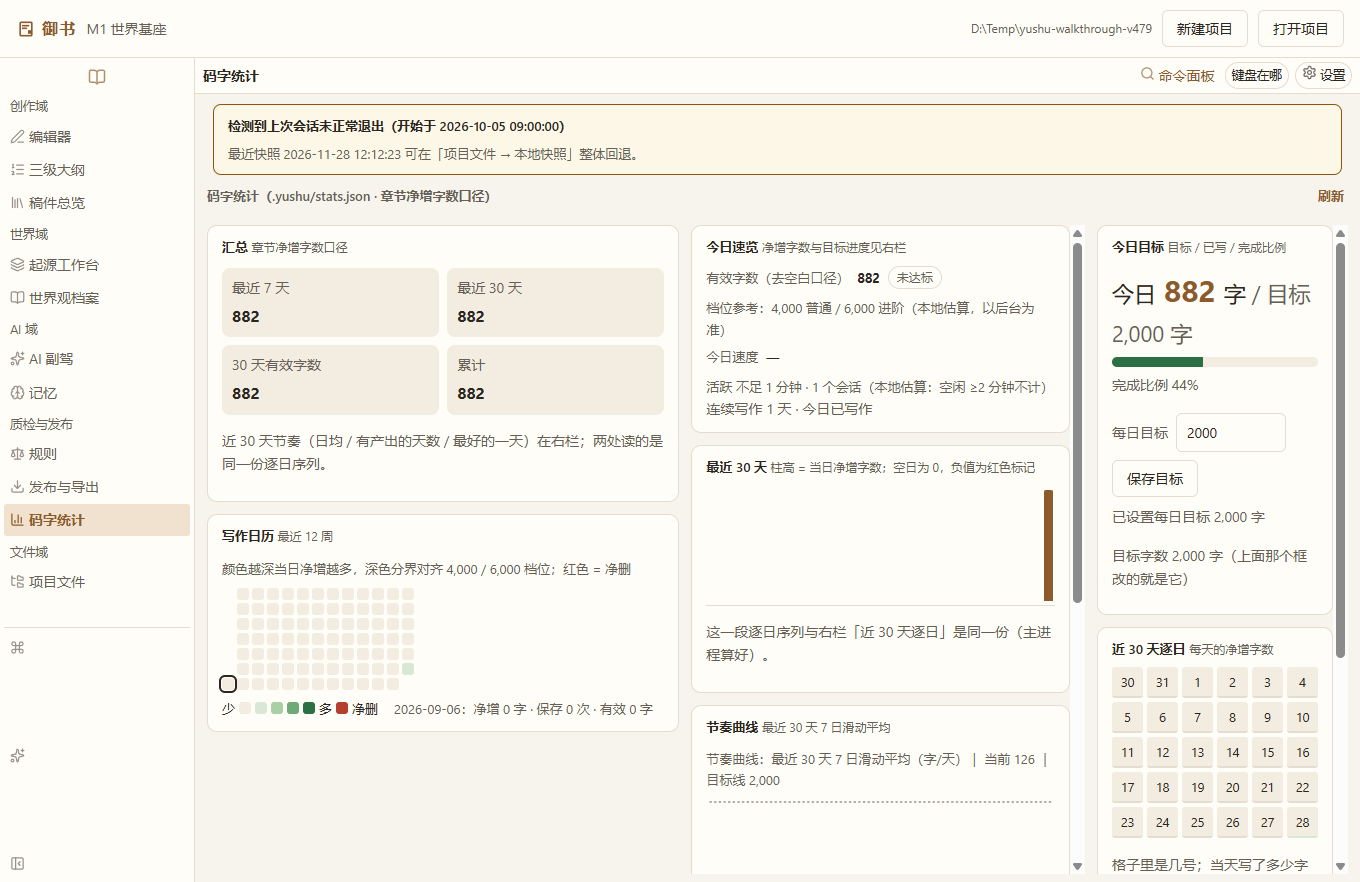 御书 M1 世界基座
D:\Temp\yushu-walkthrough-v479 新建项目 打开项目
码字统计
命令面板 键盘在哪 设置
创作域
编辑器
三级大纲
稿件总览
世界域
起源工作台
世界观档案
AI 域
AI 副驾
记忆
质检与发布
规则
发布与导出
码字统计
文件域
项目文件
检测到上次会话未正常退出（开始于 2026-10-05 09:00:00）
最近快照 2026-11-28 12:12:23 可在「项目文件 → 本地快照」整体回退。
码字统计（.yushu/stats.json · 章节净增字数口径）
刷新
汇总 章节净增字数口径
最近 7 天
882
最近 30 天
882
30 天有效字数
882
累计
882
近 30 天节奏（日均 / 有产出的天数 / 最好的一天）在右栏；两处读的是
同一份逐日序列。
写作日历 最近 12 周
颜色越深当日净增越多，深色分界对齐 4,000 / 6,000 档位；红色 = 净删
少 多 净删 2026-09-06：净增 0 字 · 保存 0 次 · 有效 0 字
今日速览 净增字数与目标进度见右栏
有效字数（去空白口径） 882 未达标
档位参考：4,000 普通 / 6,000 进阶（本地估算，以后台为
准）
今日速度 —
活跃 不足 1 分钟 · 1 个会话（本地估算：空闲 ≥2 分钟不计）
连续写作 1 天 · 今日已写作
最近 30 天 柱高 = 当日净增字数；空日为 0，负值为红色标记
这一段逐日序列与右栏「近 30 天逐日」是同一份（主进
程算好）。
节奏曲线 最近 30 天 7 日滑动平均
节奏曲线：最近 30 天 7 日滑动平均（字/天）｜ 当前 126 ｜
目标线 2,000
今日目标 目标 / 已写 / 完成比例
今日 882 字 / 目标
2,000 字
完成比例 44%
每日目标 2000
保存目标
已设置每日目标 2,000 字
目标字数 2,000 字（上面那个框
改的就是它）
近 30 天逐日 每天的净增字数
30 31 1 2 3 4
5 6 7 8 9 10
11 12 13 14 15 16
17 18 19 20 21 22
23 24 25 26 27 28
格子里是几号；当天写了多少字